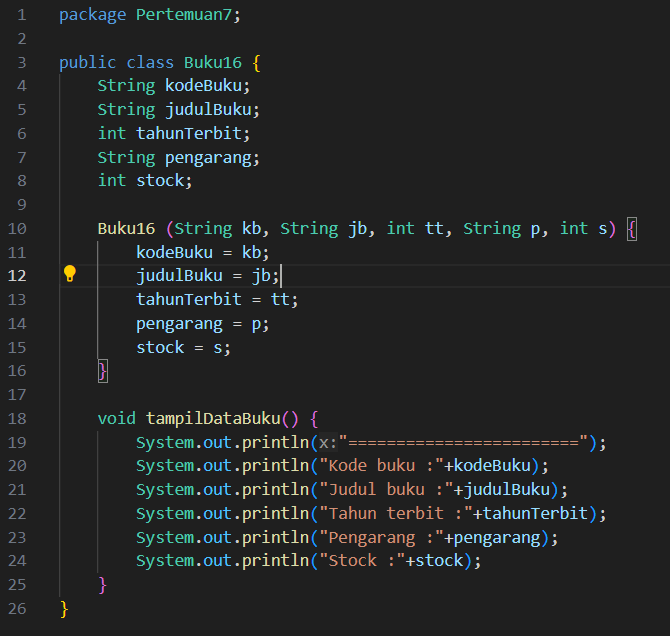 1 package Pertemuan7;
2
3 public class Buku16 {
4     String kodeBuku;
5     String judulBuku;
6     int tahunTerbit;
7     String pengarang;
8     int stock;
9
10     Buku16 (String kb, String jb, int tt, String p, int s) {
11         kodeBuku = kb;
12         judulBuku = jb;
13         tahunTerbit = tt;
14         pengarang = p;
15         stock = s;
16     }
17
18     void tampilDataBuku() {
19         System.out.println(x:"========================");
20         System.out.println("Kode buku :"+kodeBuku);
21         System.out.println("Judul buku :"+judulBuku);
22         System.out.println("Tahun terbit :"+tahunTerbit);
23         System.out.println("Pengarang :"+pengarang);
24         System.out.println("Stock :"+stock);
25     }
26 }